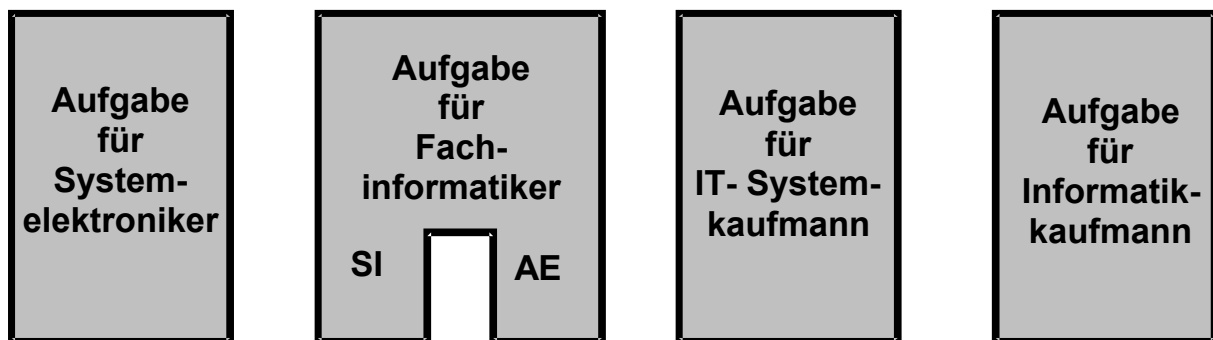 Aufgabe
für
System-
elektroniker
Aufgabe
für
Fach-
informatiker
SI
AE
Aufgabe
für
IT- System-
kaufmann
Aufgabe
für
Informatik-
kaufmann